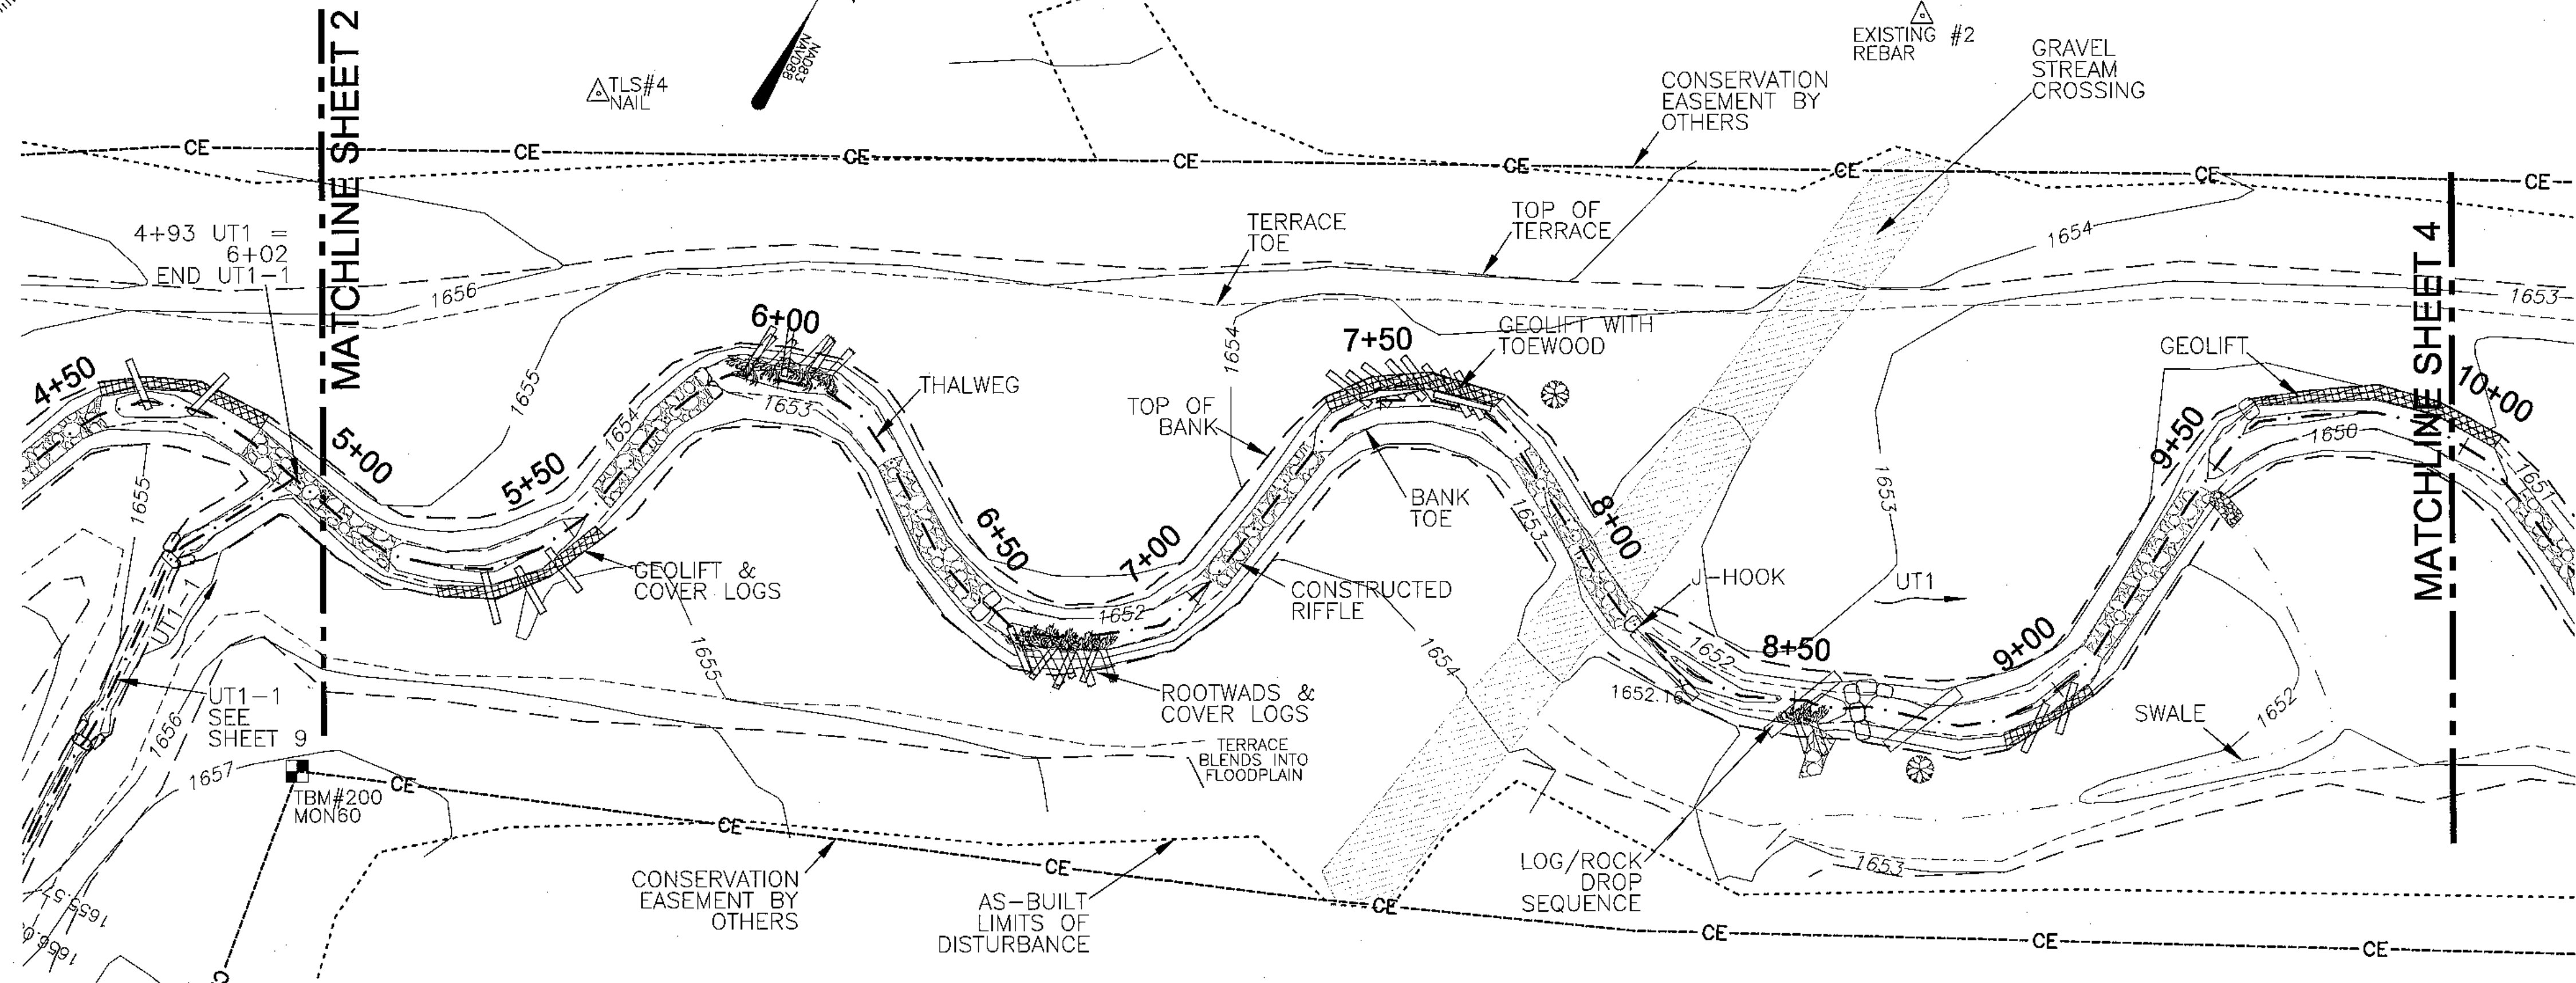 MATCHLINE SHEET 2
NAD83
NAVD88
TLS#4
NAIL
EXISTING #2
REBAR
GRAVEL
STREAM
CROSSING
CONSERVATION
EASEMENT BY
OTHERS
CE
CE
CE
CE
CE
CE
CE
CE
4+93 UT1 =
6+02
END UT1-1
1656
TERRACE
TOE
TOP OF
TERRACE
1654
MATCHLINE SHEET 4
1653
4+50
5+00
5+50
6+00
6+50
7+00
7+50
8+00
8+50
9+00
9+50
10+00
1655
1655
1654
1653
THALWEG
1654
TOP OF
BANK
GEOLIFT WITH
TOEWOOD
GEOLIFT
1650
1651
BANK
TOE
1653
1653
GEOLIFT &
COVER LOGS
1652
CONSTRUCTED
RIFFLE
J-HOOK
UT1
UT1-1
1655
1654
1652
1652.16
ROOTWADS &
COVER LOGS
SWALE
1652
UT1-1
SEE
SHEET 9
1656
1657
TBM#200
MON60
TERRACE
BLENDS INTO
FLOODPLAIN
CE
CE
CE
CE
CE
CE
CE
CONSERVATION
EASEMENT BY
OTHERS
AS-BUILT
LIMITS OF
DISTURBANCE
LOG/ROCK
DROP
SEQUENCE
1653
1655.57